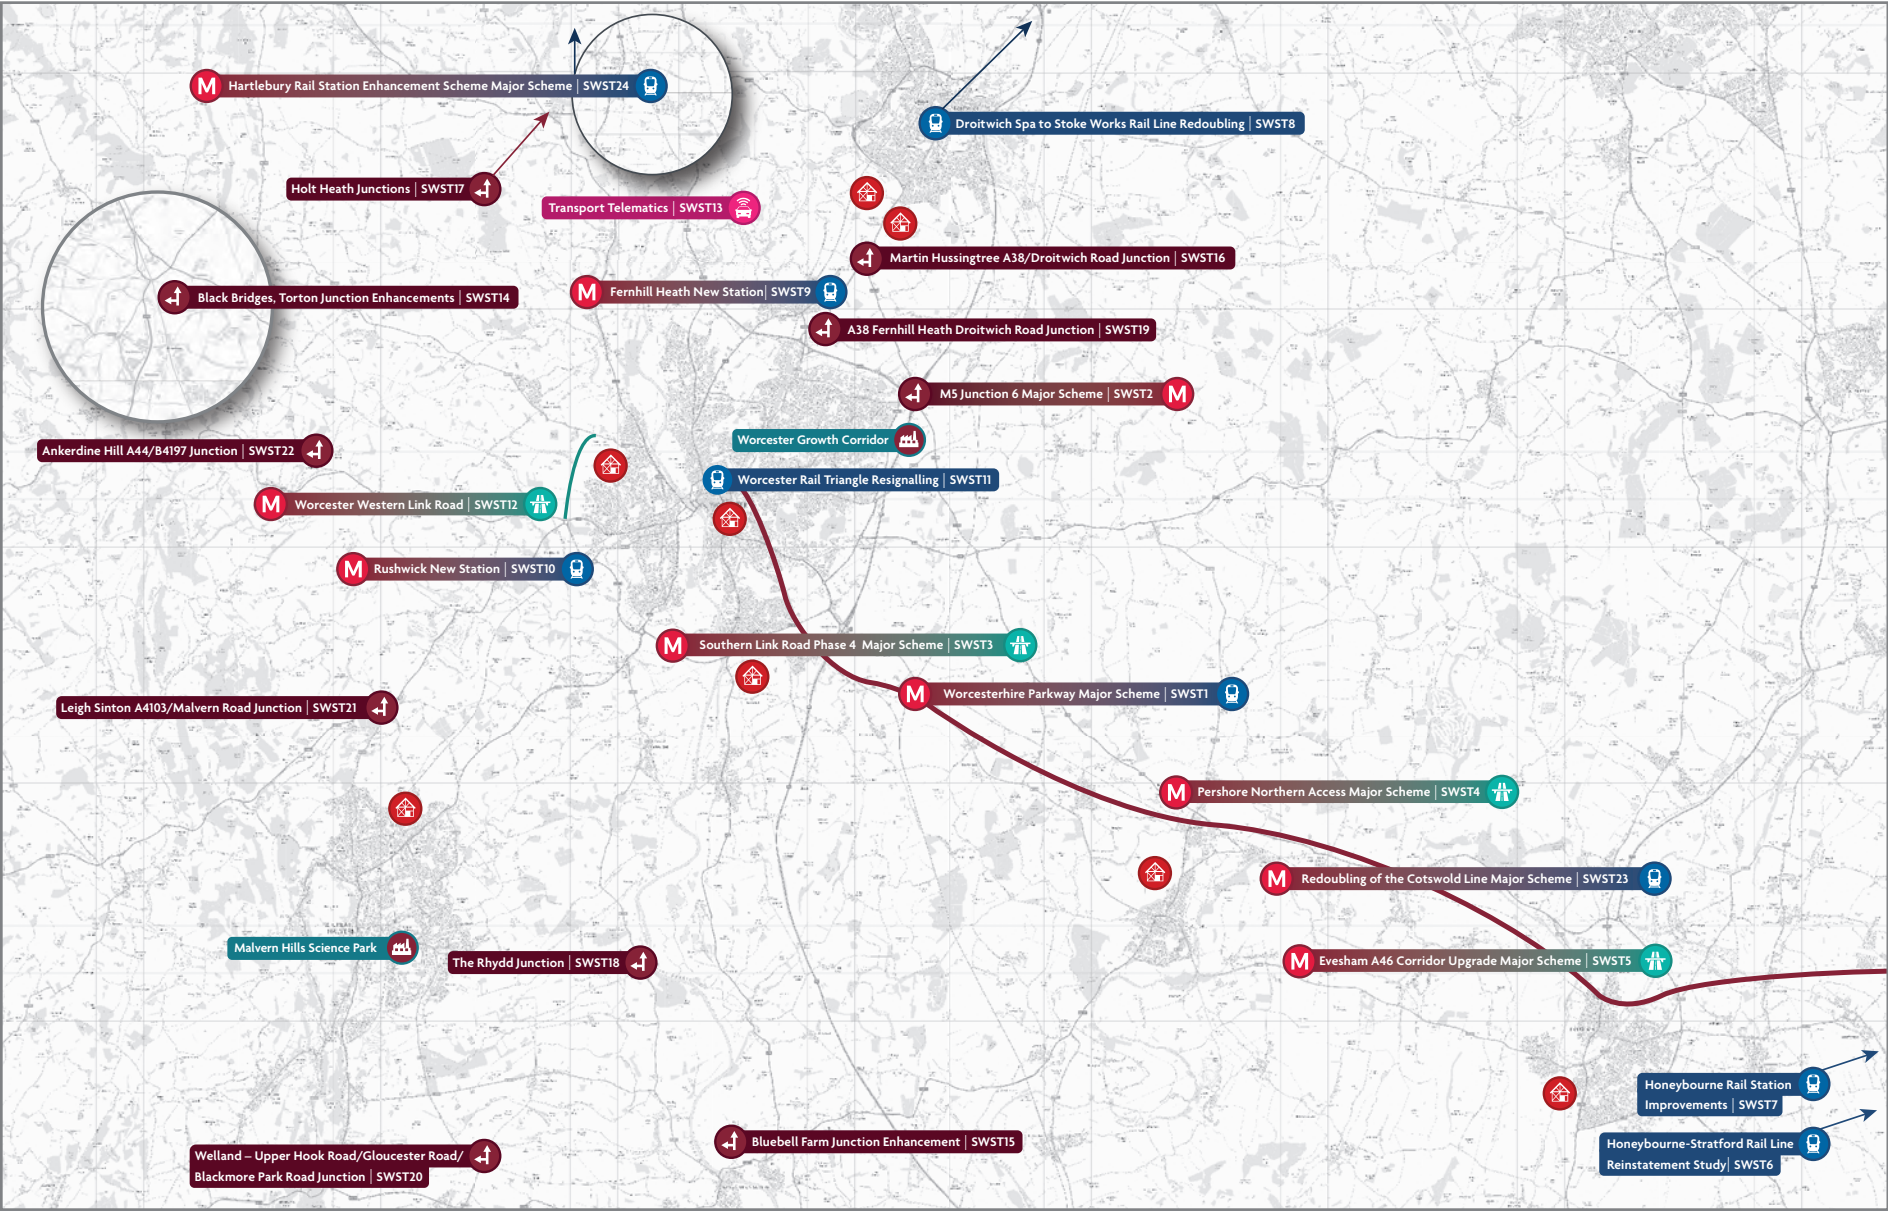 M Hartlebury Rail Station Enhancement Scheme Major Scheme | SWST24
Droitwich Spa to Stoke Works Rail Line Redoubling | SWST8
Holt Heath Junctions | SWST17
Transport Telematics | SWST13
Martin Hussingtree A38/Droitwich Road Junction | SWST16
M Fernhill Heath New Station| SWST9
Black Bridges, Torton Junction Enhancements | SWST14
A38 Fernhill Heath Droitwich Road Junction | SWST19
M5 Junction 6 Major Scheme | SWST2 M
Worcester Growth Corridor
Ankerdine Hill A44/B4197 Junction | SWST22
Worcester Rail Triangle Resignalling | SWST11
M Worcester Western Link Road | SWST12
M Rushwick New Station | SWST10
M Southern Link Road Phase 4 Major Scheme | SWST3
M Worcesterhire Parkway Major Scheme | SWST1
Leigh Sinton A4103/Malvern Road Junction | SWST21
M Pershore Northern Access Major Scheme | SWST4
M Redoubling of the Cotswold Line Major Scheme | SWST23
Malvern Hills Science Park
The Rhydd Junction | SWST18
M Evesham A46 Corridor Upgrade Major Scheme | SWST5
Honeybourne Rail Station
Improvements | SWST7
Bluebell Farm Junction Enhancement | SWST15
Honeybourne-Stratford Rail Line
Reinstatement Study| SWST6
Welland – Upper Hook Road/Gloucester Road/
Blackmore Park Road Junction | SWST20